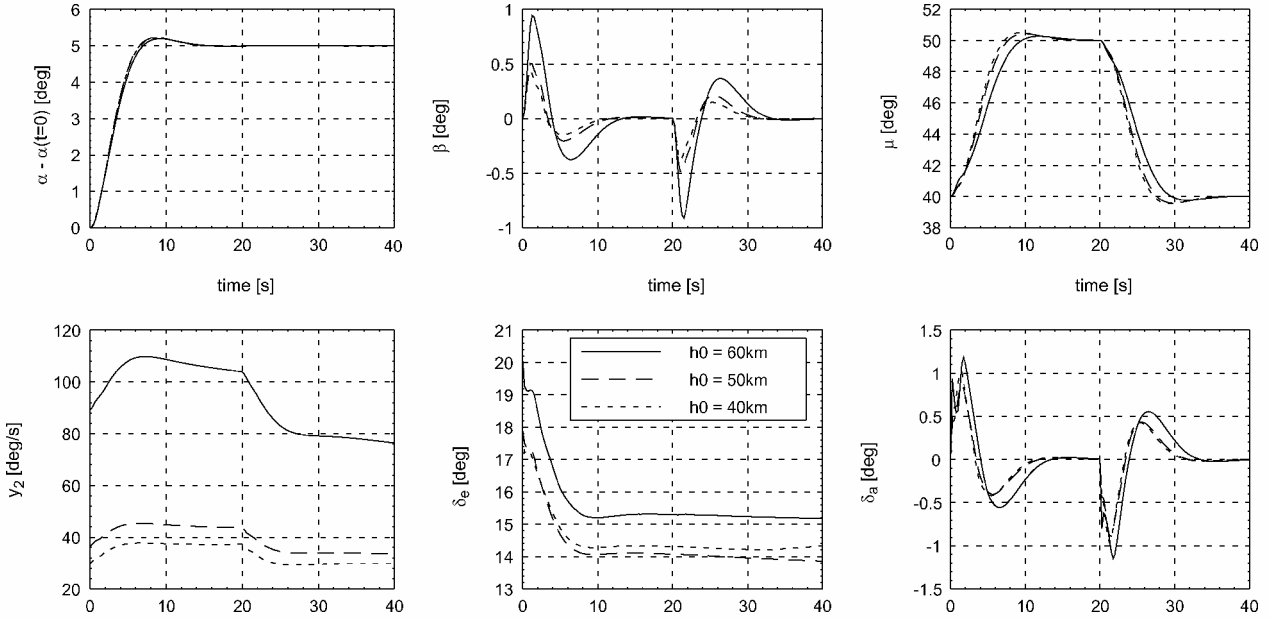 6
5
4
3
2
1
0
α - α(t=0) [deg]
0 10 20 30 40
time [s]
1
0.5
0
-0.5
-1
β [deg]
0 10 20 30 40
time [s]
52
50
48
46
44
42
40
38
μ [deg]
0 10 20 30 40
time [s]
120
100
80
60
40
20
y2 [deg/s]
0 10 20 30 40
21
20
19
18
17
16
15
14
13
δe [deg]
h0 = 60km
h0 = 50km
h0 = 40km
0 10 20 30 40
1.5
1
0.5
0
-0.5
-1
-1.5
δa [deg]
0 10 20 30 40